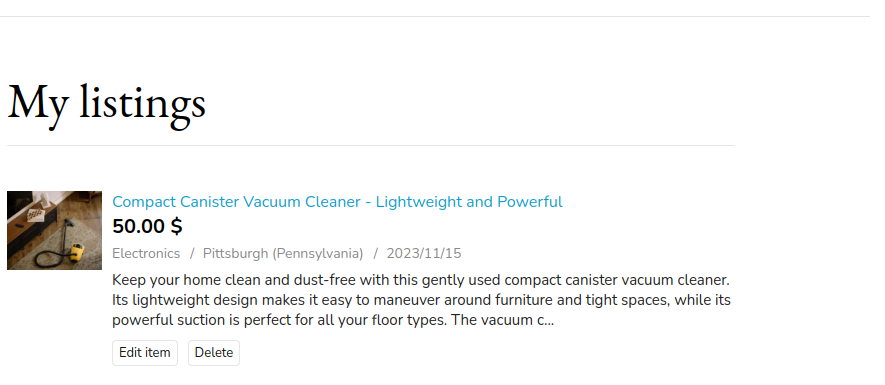 My listings
Compact Canister Vacuum Cleaner - Lightweight and Powerful
50.00 $
Electronics / Pittsburgh (Pennsylvania) / 2023/11/15
Keep your home clean and dust-free with this gently used compact canister vacuum cleaner.
Its lightweight design makes it easy to maneuver around furniture and tight spaces, while its
powerful suction is perfect for all your floor types. The vacuum c...
Edit item Delete